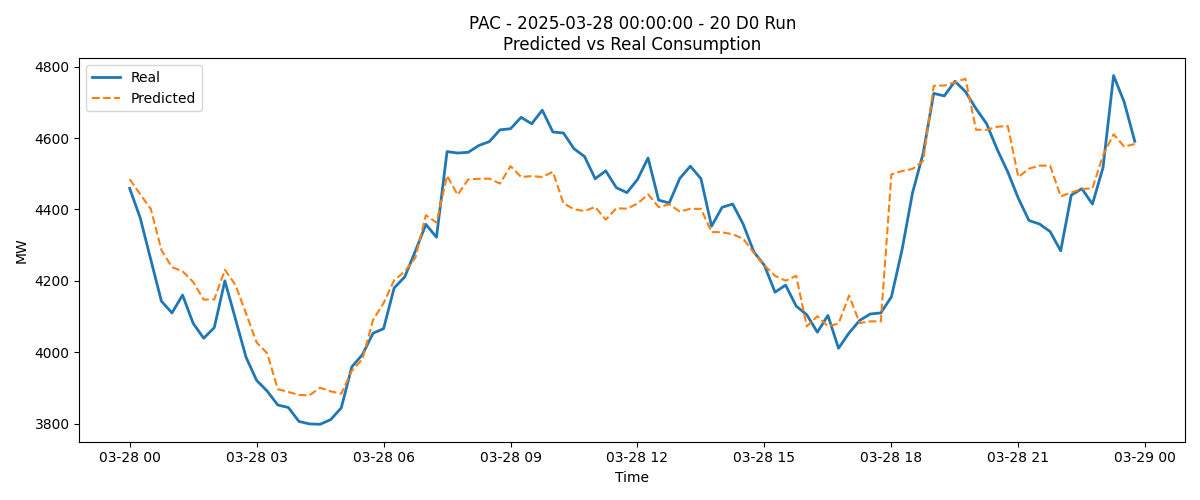 PAC - 2025-03-28 00:00:00 - 20 D0 Run
Predicted vs Real Consumption
Real
Predicted
MW
4800
4600
4400
4200
4000
3800
03-28 00
03-28 03
03-28 06
03-28 09
03-28 12
03-28 15
03-28 18
03-28 21
03-29 00
Time